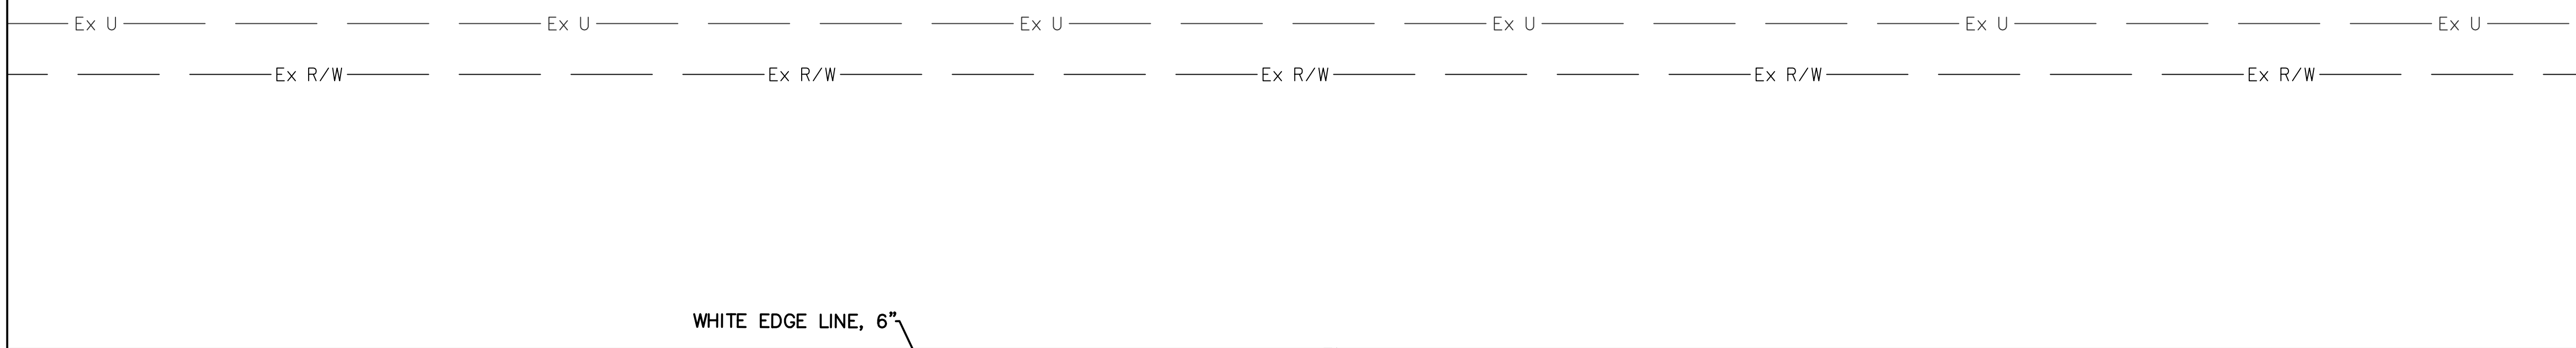 Ex U Ex U Ex U Ex U Ex U Ex U
Ex R/W Ex R/W Ex R/W Ex R/W Ex R/W
WHITE EDGE LINE, 6"